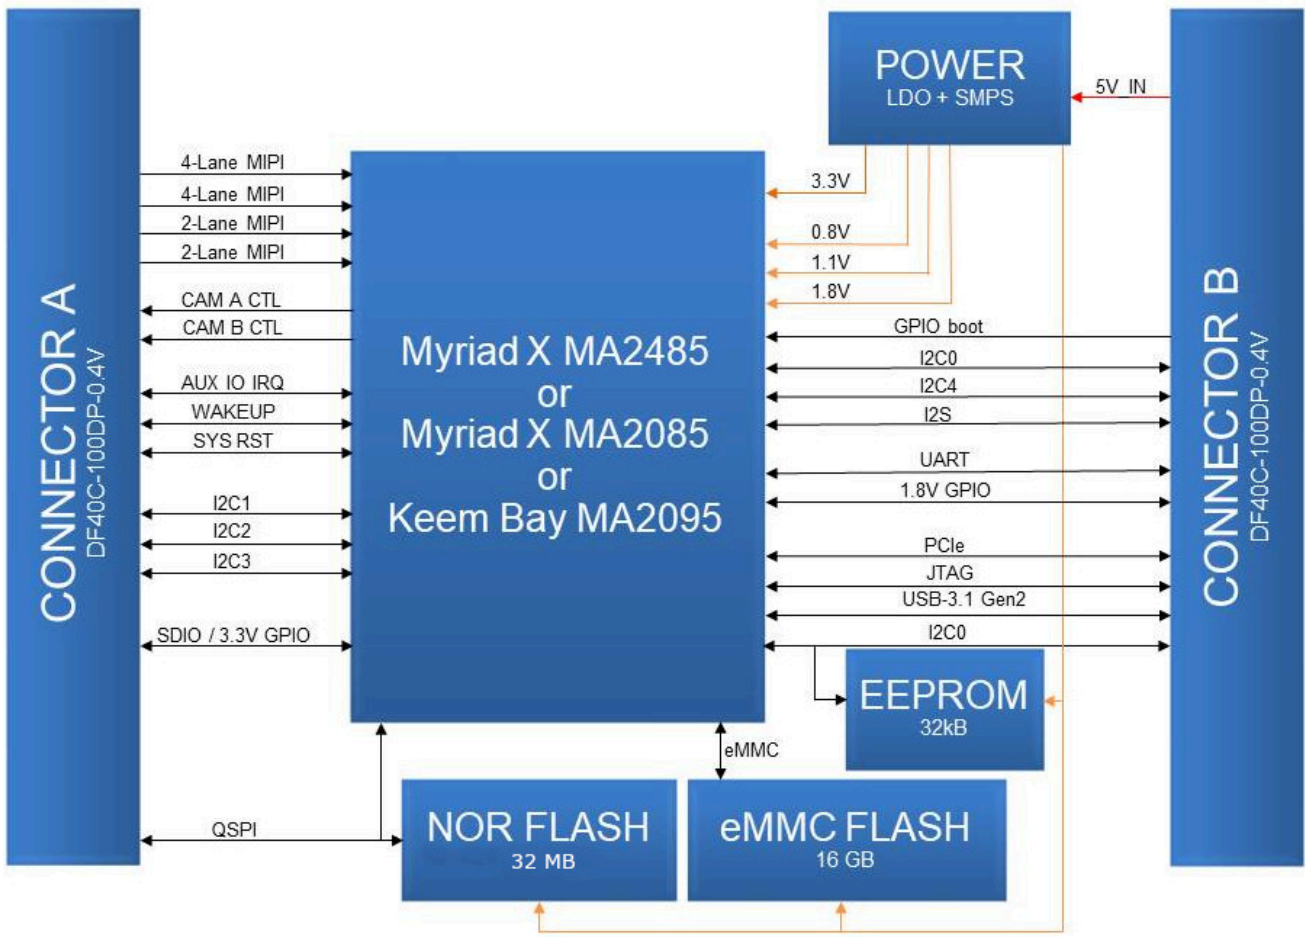 CONNECTOR A
DF40C-100DP-0.4V
4-Lane MIPI
4-Lane MIPI
2-Lane MIPI
2-Lane MIPI
CAM A CTL
CAM B CTL
AUX IO IRQ
WAKEUP
SYS RST
I2C1
I2C2
I2C3
SDIO / 3.3V GPIO
QSPI
Myriad X MA2485
or
Myriad X MA2085
or
Keem Bay MA2095
POWER
LDO + SMPS
5V_IN
3.3V
0.8V
1.1V
1.8V
GPIO boot
I2C0
I2C4
I2S
UART
1.8V GPIO
PCIe
JTAG
USB-3.1 Gen2
I2C0
EEPROM
32kB
eMMC
NOR FLASH
32 MB
eMMC FLASH
16 GB
CONNECTOR B
DF40C-100DP-0.4V